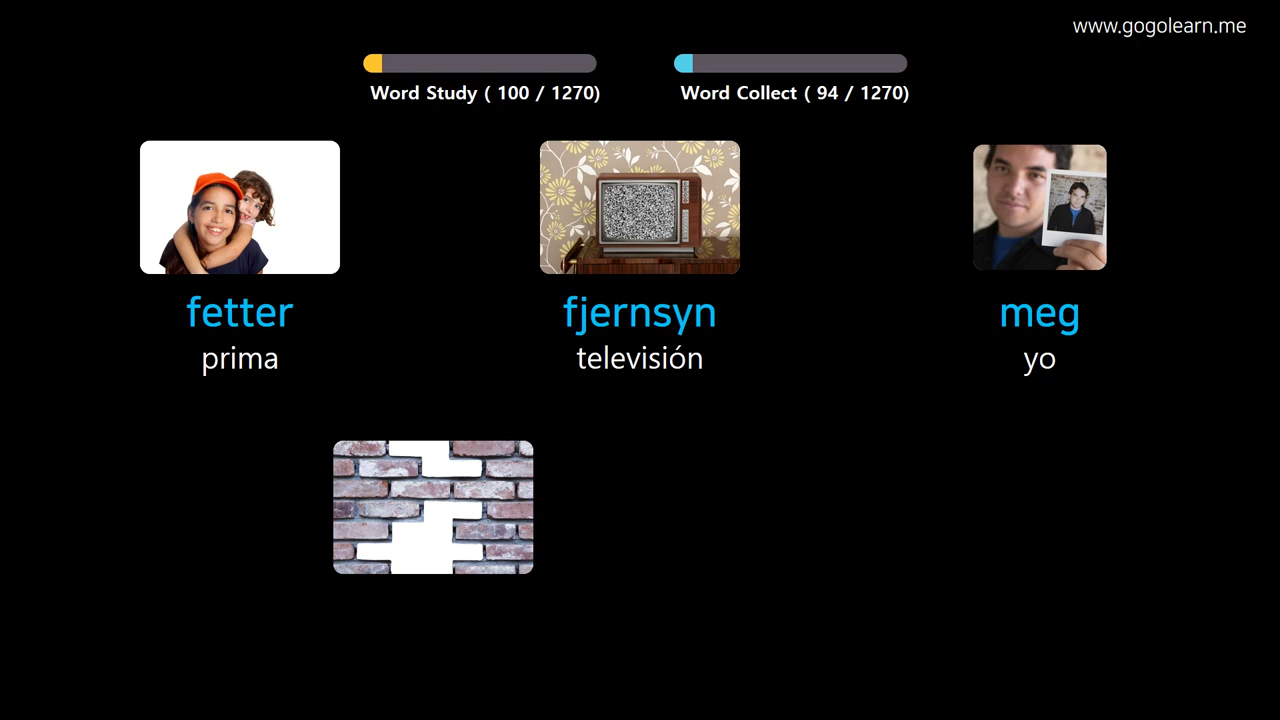 www.gogolearn.me
Word Study ( 100 / 1270)
Word Collect ( 94 / 1270)
fetter
prima
fjernsyn
televisión
meg
yo